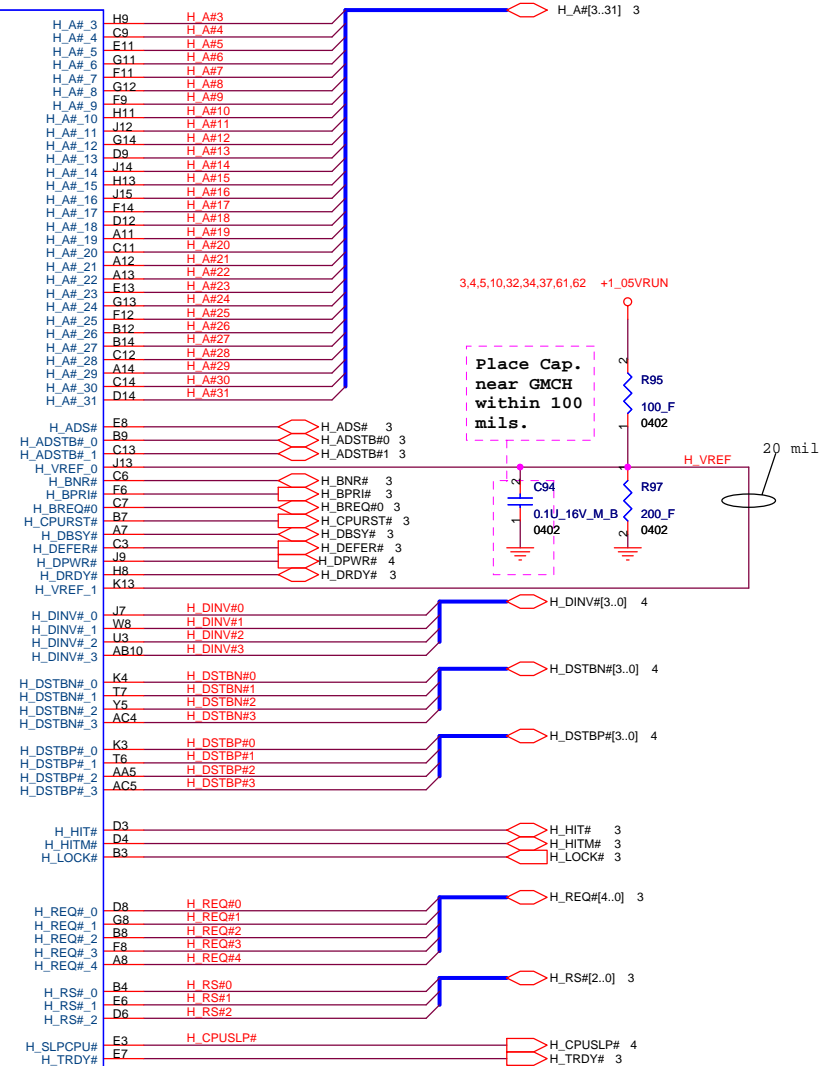 H_A#_3 H9 H_A#3 H_A#[3..31] 3
H_A#_4 C9 H_A#4
H_A#_5 E11 H_A#5
H_A#_6 G11 H_A#6
H_A#_7 F11 H_A#7
H_A#_8 G12 H_A#8
H_A#_9 F9 H_A#9
H_A#_10 H11 H_A#10
H_A#_11 J12 H_A#11
H_A#_12 G14 H_A#12
H_A#_13 D9 H_A#13
H_A#_14 J14 H_A#14
H_A#_15 H13 H_A#15
H_A#_16 J15 H_A#16
H_A#_17 F14 H_A#17
H_A#_18 D12 H_A#18
H_A#_19 A11 H_A#19
H_A#_20 C11 H_A#20
H_A#_21 A12 H_A#21
H_A#_22 A13 H_A#22
H_A#_23 E13 H_A#23
H_A#_24 G13 H_A#24
H_A#_25 F12 H_A#25
H_A#_26 B12 H_A#26
H_A#_27 B14 H_A#27
H_A#_28 C12 H_A#28
H_A#_29 A14 H_A#29
H_A#_30 C14 H_A#30
H_A#_31 D14 H_A#31
3,4,5,10,32,34,37,61,62 +1_05VRUN
Place Cap.
near GMCH
within 100
mils.
2
R95
100_F
1 0402
H_ADS# E8 H_ADS# 3
H_ADSTB#_0 B9 H_ADSTB#0 3
H_ADSTB#_1 C13 H_ADSTB#1 3
H_VREF_0 J13 H_VREF 20 mil
H_BNR# C6 H_BNR# 3
H_BPRI# F6 H_BPRI# 3
H_BREQ#0 C7 H_BREQ#0 3
H_CPURST# B7 H_CPURST# 3
H_DBSY# A7 H_DBSY# 3
H_DEFER# C3 H_DEFER# 3
H_DPWR# J9 H_DPWR# 4
H_DRDY# H8 H_DRDY# 3
H_VREF_1 K13
2 C94
0.1U_16V_M_B
1 0402
1 R97
200_F
2 0402
H_DINV#_0 J7 H_DINV#0 H_DINV#[3..0] 4
H_DINV#_1 W8 H_DINV#1
H_DINV#_2 U3 H_DINV#2
H_DINV#_3 AB10 H_DINV#3
H_DSTBN#_0 K4 H_DSTBN#0 H_DSTBN#[3..0] 4
H_DSTBN#_1 T7 H_DSTBN#1
H_DSTBN#_2 Y5 H_DSTBN#2
H_DSTBN#_3 AC4 H_DSTBN#3
H_DSTBP#_0 K3 H_DSTBP#0 H_DSTBP#[3..0] 4
H_DSTBP#_1 T6 H_DSTBP#1
H_DSTBP#_2 AA5 H_DSTBP#2
H_DSTBP#_3 AC5 H_DSTBP#3
H_HIT# D3 H_HIT# 3
H_HITM# D4 H_HITM# 3
H_LOCK# B3 H_LOCK# 3
H_REQ#_0 D8 H_REQ#0 H_REQ#[4..0] 3
H_REQ#_1 G8 H_REQ#1
H_REQ#_2 B8 H_REQ#2
H_REQ#_3 F8 H_REQ#3
H_REQ#_4 A8 H_REQ#4
H_RS#_0 B4 H_RS#0 H_RS#[2..0] 3
H_RS#_1 E6 H_RS#1
H_RS#_2 D6 H_RS#2
H_SLPCPU# E3 H_CPUSLP# H_CPUSLP# 4
H_TRDY# E7 H_TRDY# 3